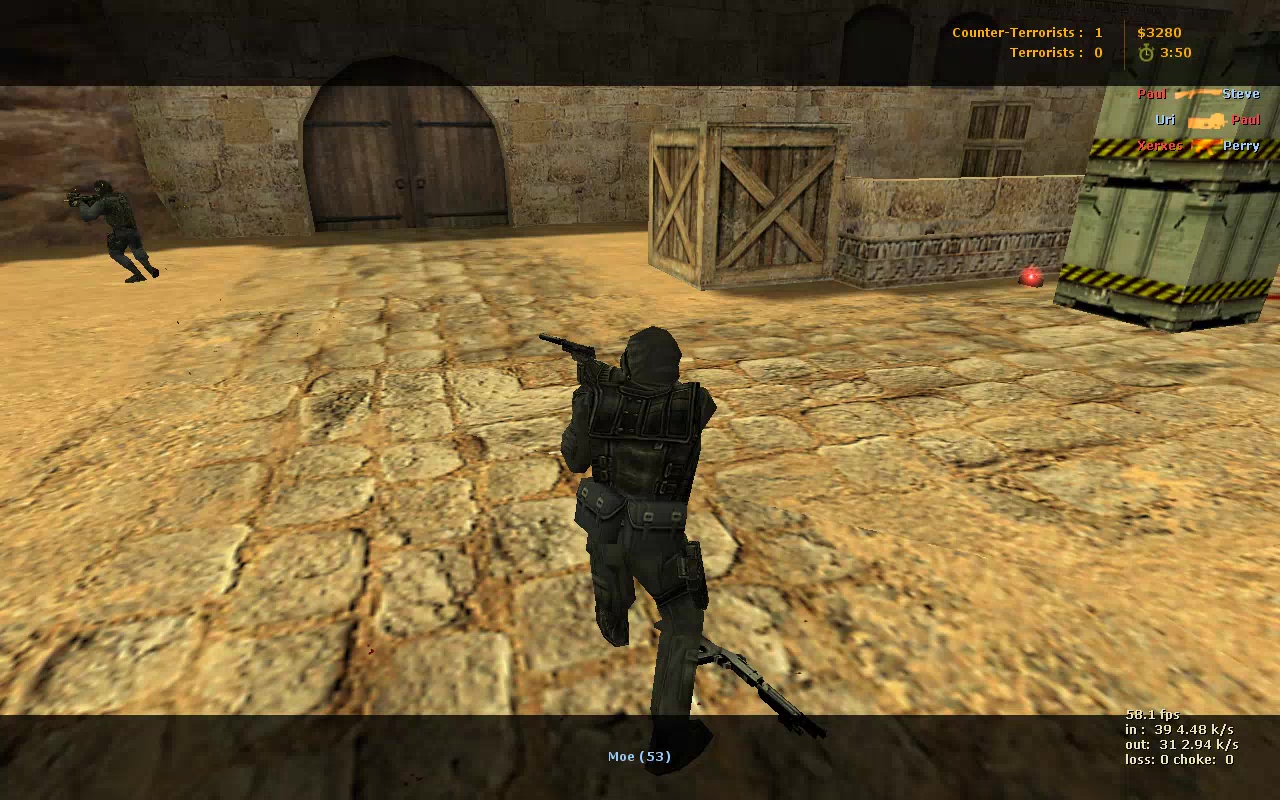 Counter-Terrorists : 1 $3280
Terrorists : 0 3:50
Paul Steve
Uri Paul
Xerxes Perry
58.1 fps
in : 39 4.48 k/s
out: 31 2.94 k/s
loss: 0 choke: 0
Moe (53)